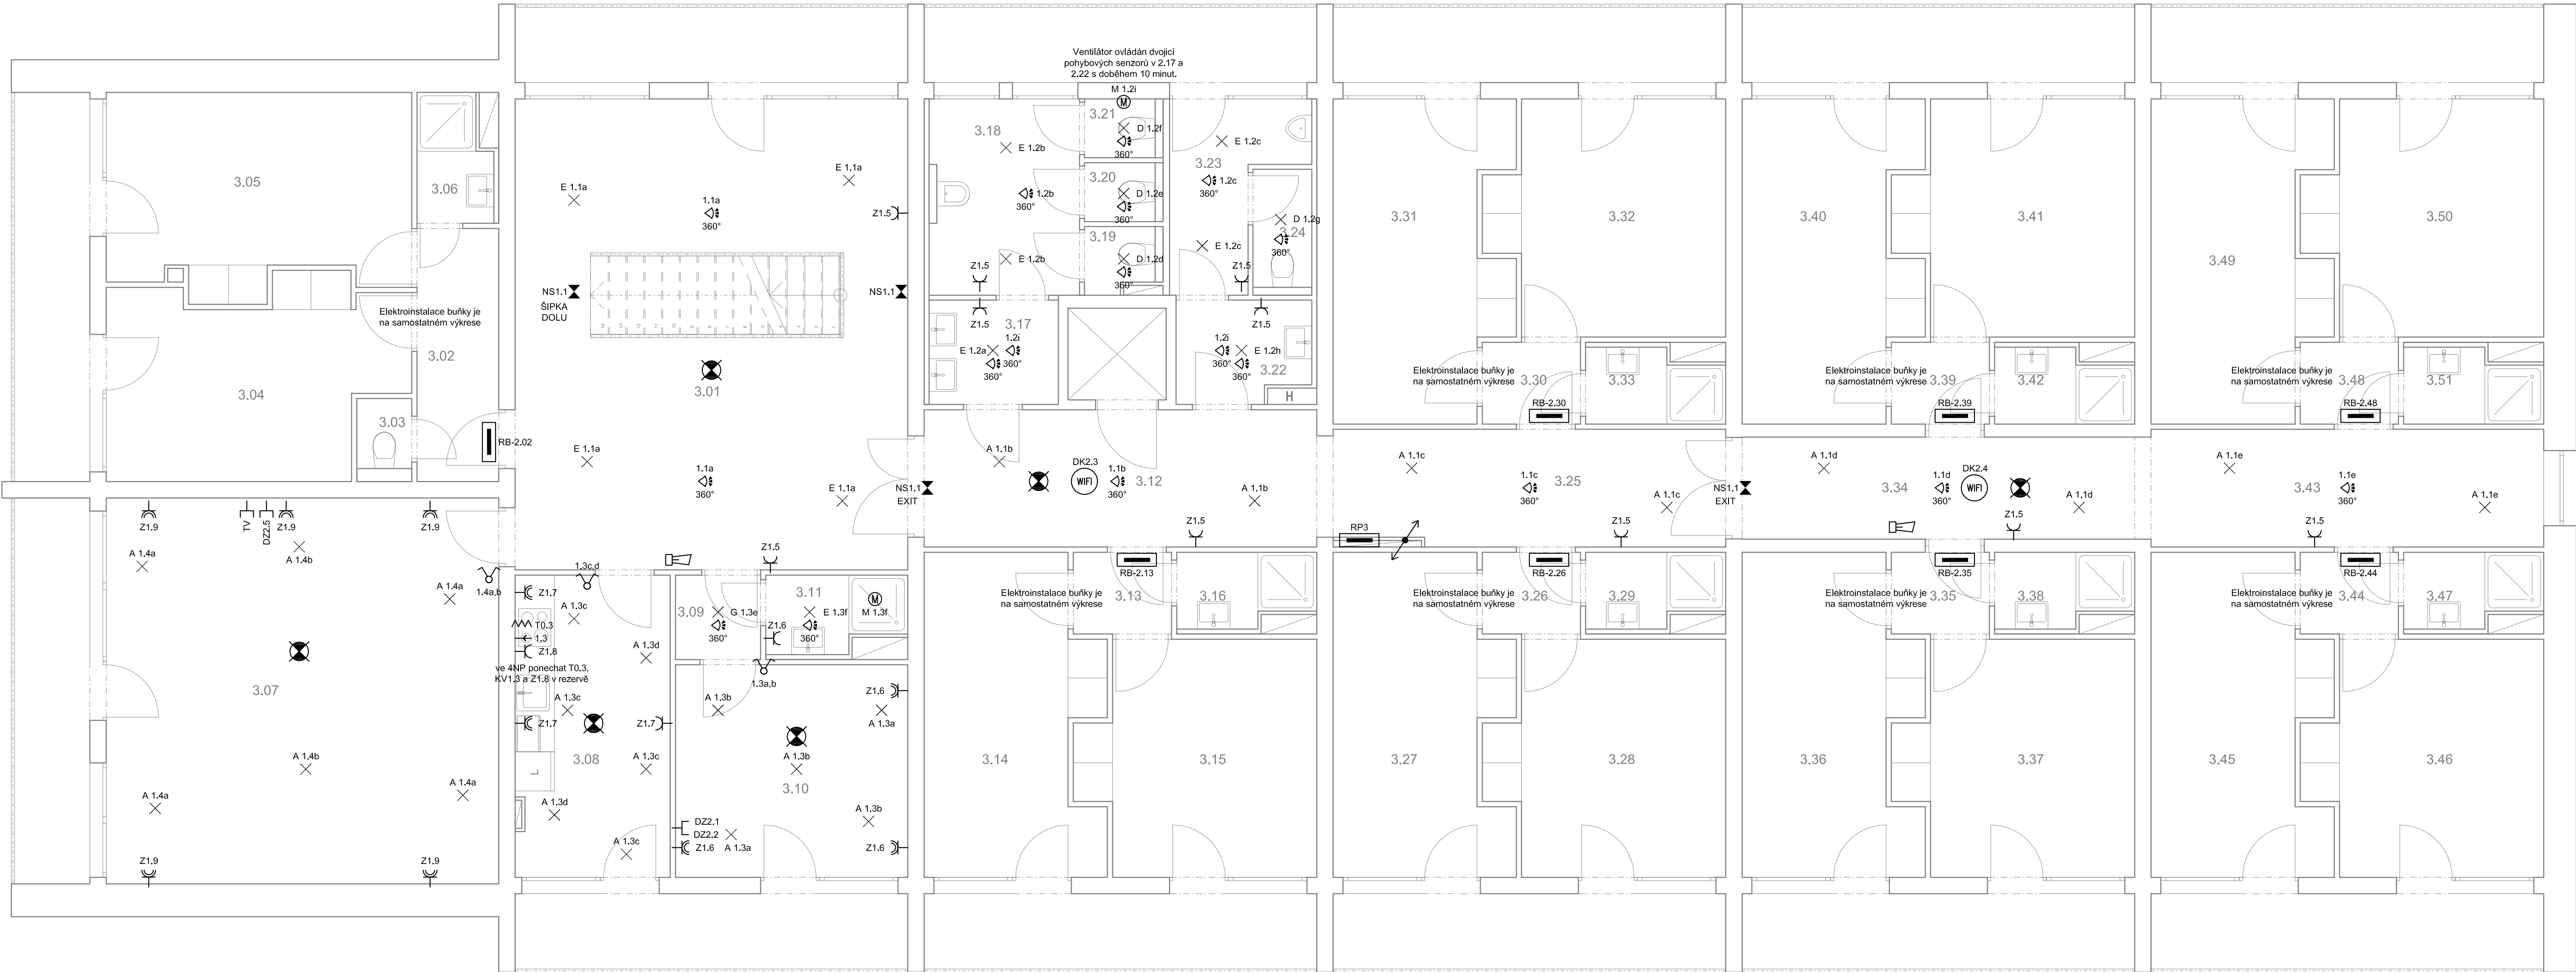 Ventilátor ovládán dvojicí
pohybových senzorů v 2.17 a
2.22 s doběhem 10 minut.
M 1.2i
M
3.05
3.06
Elektroinstalace buňky je
na samostatném výkrese
3.02
3.04
3.03
RB-2.02
E 1.1a
E 1.1a
1.1a
360°
Z1.5
NS1.1
ŠIPKA
DOLU
NS1.1
3.01
E 1.1a
1.1a
360°
E 1.1a
NS1.1
EXIT
3.18
E 1.2b
1.2b
360°
E 1.2b
Z1.5
3.21
D 1.2f
360°
3.20
D 1.2e
360°
3.19
D 1.2d
360°
E 1.2c
3.23
1.2c
360°
E 1.2c
Z1.5
D 1.2g
3.24
360°
Z1.5
3.17
1.2i
E 1.2a
360°
360°
Z1.5
1.2i
E 1.2h
360°
360°
3.22
H
A 1.1b
DK2.3
WIFI
1.1b
360°
3.12
A 1.1b
Z1.5
3.31
3.32
Elektroinstalace buňky je
na samostatném výkrese
3.30
3.33
RB-2.30
3.40
3.41
Elektroinstalace buňky je
na samostatném výkrese
3.39
3.42
RB-2.39
3.49
3.50
Elektroinstalace buňky je
na samostatném výkrese
3.48
3.51
RB-2.48
A 1.1c
1.1c
360°
3.25
A 1.1c
RP3
Z1.5
NS1.1
EXIT
A 1.1d
3.34
1.1d
360°
DK2.4
WIFI
A 1.1d
Z1.5
A 1.1e
3.43
1.1e
360°
A 1.1e
Z1.5
Z1.9
TV
DZ2.5
Z1.9
Z1.9
A 1.4a
A 1.4b
A 1.4a
1.4a,b
3.07
A 1.4b
A 1.4a
A 1.4a
Z1.9
Z1.9
1.3c,d
Z1.7
A 1.3c
T0.3
1.3
Z1.8
A 1.3d
ve 4NP ponechat T0.3,
KV1.3 a Z1.8 v rezervě
A 1.3c
Z1.7
Z1.7
3.08
A 1.3c
L
A 1.3d
A 1.3c
Z1.5
3.09
G 1.3e
360°
3.11
E 1.3f
360°
M
M 1.3f
Z1.6
1.3a,b
A 1.3b
Z1.6
A 1.3a
A 1.3b
3.10
A 1.3b
DZ2.1
DZ2.2
A 1.3a
Z1.6
Z1.6
RB-2.13
Elektroinstalace buňky je
na samostatném výkrese
3.13
3.16
3.14
3.15
RB-2.26
Elektroinstalace buňky je
na samostatném výkrese
3.26
3.29
3.27
3.28
RB-2.35
Elektroinstalace buňky je
na samostatném výkrese
3.35
3.38
3.36
3.37
RB-2.44
Elektroinstalace buňky je
na samostatném výkrese
3.44
3.47
3.45
3.46